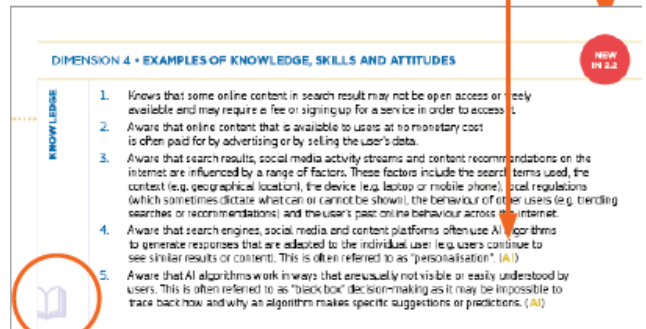 DIMENSION 4 • EXAMPLES OF KNOWLEDGE, SKILLS AND ATTITUDES
NEW
IN 2.2
KNOWLEDGE
1. Knows that some online content in search result may not be open access or freely
available and may require a fee or signing up for a service in order to access it.
2. Aware that online content that is available to users at no monetary cost
is often paid for by advertising or by selling the user's data.
3. Aware that search results, social media activity streams and content recommendations on the
internet are influenced by a range of factors. These factors include the search terms used, the
context (e.g. geographical location), the device (e.g. laptop or mobile phone), local regulations
(which sometimes dictate what can or cannot be shown), the behaviour of other users (e.g. trending
searches or recommendations) and the user's past online behaviour across the internet.
4. Aware that search engines, social media and content platforms often use AI algorithms
to generate responses that are adapted to the individual user (e.g. users continue to
see similar results or content). This is often referred to as "personalisation". (AI)
5. Aware that AI algorithms work in ways that are usually not visible or easily understood by
users. This is often referred to as "black box" decision-making as it may be impossible to
trace back how and why an algorithm makes specific suggestions or predictions. (AI)